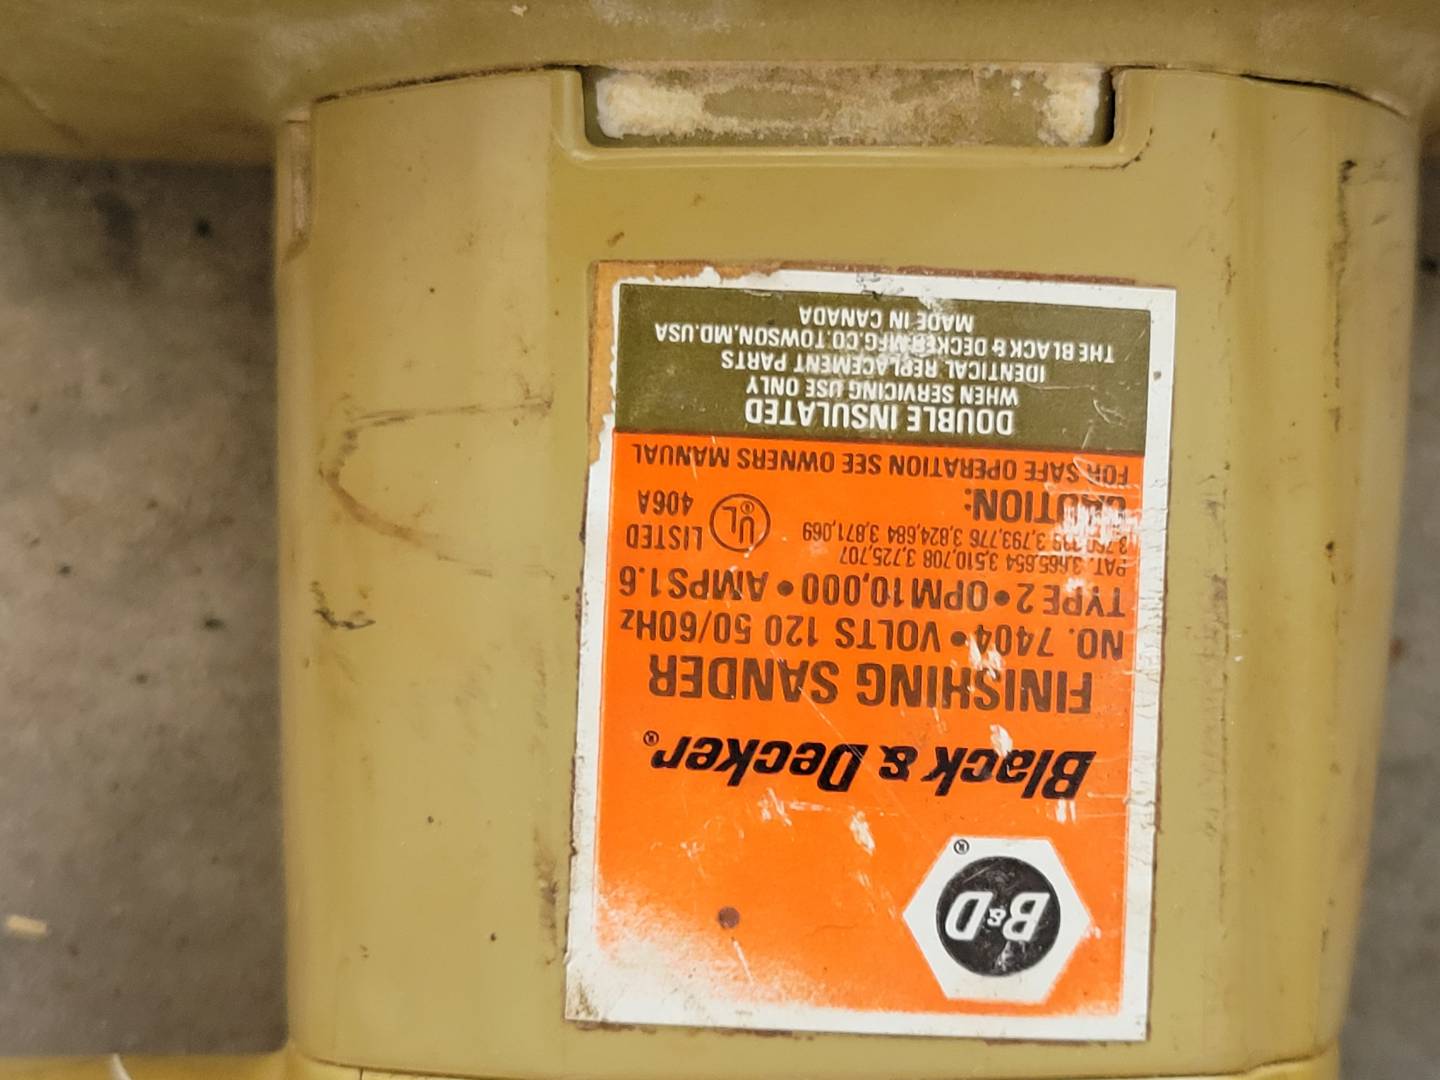 B&D®
Black & Decker®
FINISHING SANDER
NO. 7404 • VOLTS 120 50/60Hz
TYPE 2 • OPM 10,000 • AMPS 1.6
PAT. 3,665,654 3,510,708 3,725,707
3,793,776 3,824,684 3,871,069
UL LISTED
406A
CAUTION:
FOR SAFE OPERATION SEE OWNERS MANUAL
DOUBLE INSULATED
WHEN SERVICING USE ONLY
IDENTICAL REPLACEMENT PARTS
THE BLACK & DECKER MFG.CO.TOWSON,MD.USA
MADE IN CANADA